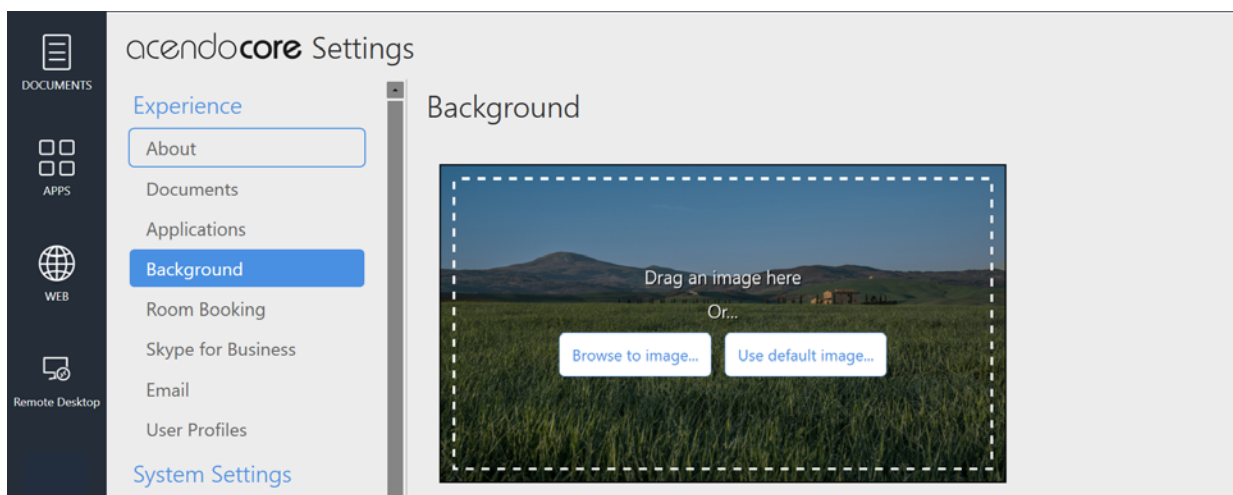 DOCUMENTS
APPS
WEB
Remote Desktop
acendocore Settings
Experience
About
Documents
Applications
Background
Room Booking
Skype for Business
Email
User Profiles
System Settings
Background
Drag an image here
Or...
Browse to image...
Use default image...